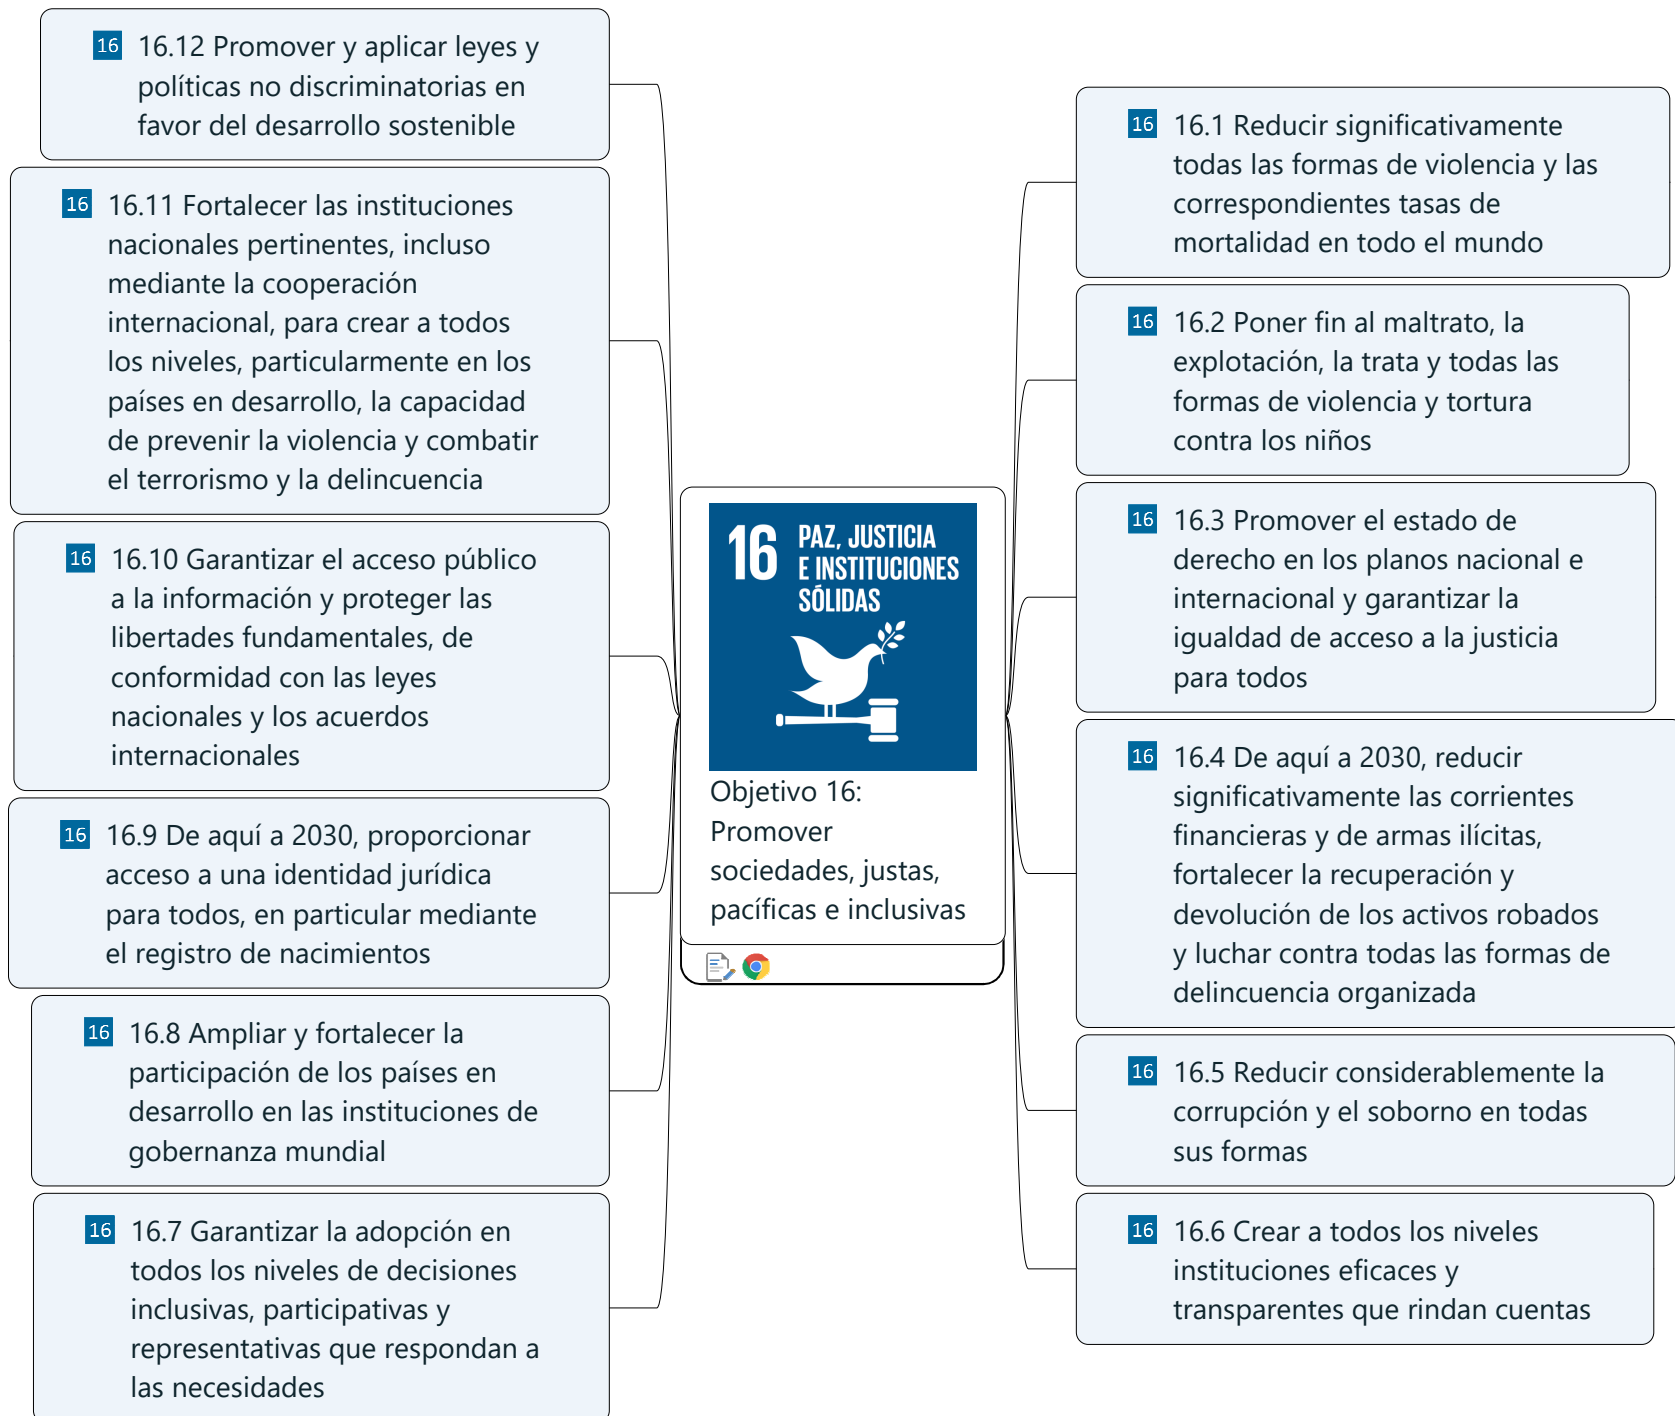 16 16.12 Promover y aplicar leyes y
políticas no discriminatorias en
favor del desarrollo sostenible
16 16.11 Fortalecer las instituciones
nacionales pertinentes, incluso
mediante la cooperación
internacional, para crear a todos
los niveles, particularmente en los
países en desarrollo, la capacidad
de prevenir la violencia y combatir
el terrorismo y la delincuencia
16 16.10 Garantizar el acceso público
a la información y proteger las
libertades fundamentales, de
conformidad con las leyes
nacionales y los acuerdos
internacionales
16 16.9 De aquí a 2030, proporcionar
acceso a una identidad jurídica
para todos, en particular mediante
el registro de nacimientos
16 16.8 Ampliar y fortalecer la
participación de los países en
desarrollo en las instituciones de
gobernanza mundial
16 16.7 Garantizar la adopción en
todos los niveles de decisiones
inclusivas, participativas y
representativas que respondan a
las necesidades
16 PAZ, JUSTICIA
E INSTITUCIONES
SÓLIDAS
Objetivo 16:
Promover
sociedades, justas,
pacíficas e inclusivas
16 16.1 Reducir significativamente
todas las formas de violencia y las
correspondientes tasas de
mortalidad en todo el mundo
16 16.2 Poner fin al maltrato, la
explotación, la trata y todas las
formas de violencia y tortura
contra los niños
16 16.3 Promover el estado de
derecho en los planos nacional e
internacional y garantizar la
igualdad de acceso a la justicia
para todos
16 16.4 De aquí a 2030, reducir
significativamente las corrientes
financieras y de armas ilícitas,
fortalecer la recuperación y
devolución de los activos robados
y luchar contra todas las formas de
delincuencia organizada
16 16.5 Reducir considerablemente la
corrupción y el soborno en todas
sus formas
16 16.6 Crear a todos los niveles
instituciones eficaces y
transparentes que rindan cuentas